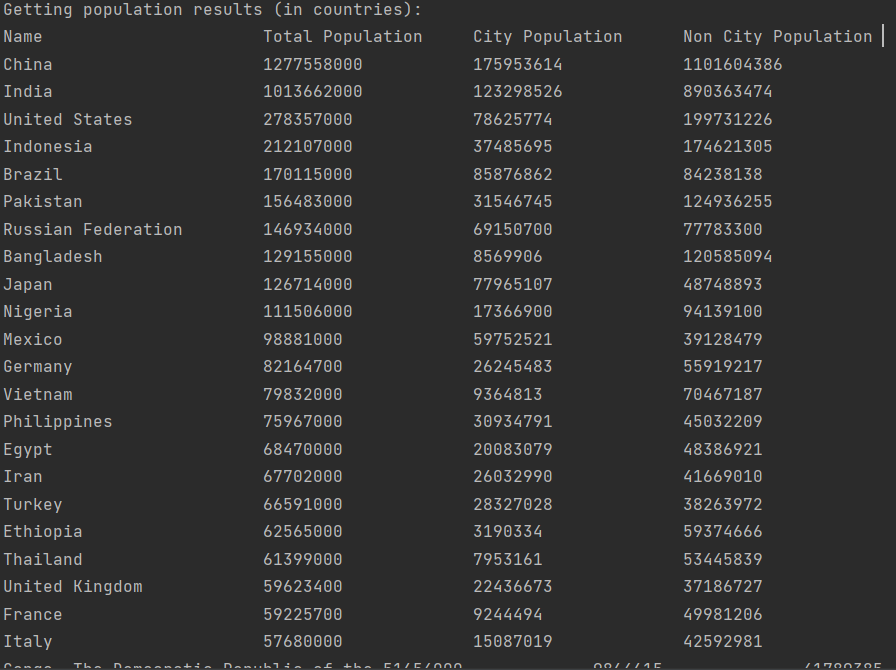 Getting population results (in countries):
Name Total Population City Population Non City Population
China 1277558000 175953614 1101604386
India 1013662000 123298526 890363474
United States 278357000 78625774 199731226
Indonesia 212107000 37485695 174621305
Brazil 170115000 85876862 84238138
Pakistan 156483000 31546745 124936255
Russian Federation 146934000 69150700 77783300
Bangladesh 129155000 8569906 120585094
Japan 126714000 77965107 48748893
Nigeria 111506000 17366900 94139100
Mexico 98881000 59752521 39128479
Germany 82164700 26245483 55919217
Vietnam 79832000 9364813 70467187
Philippines 75967000 30934791 45032209
Egypt 68470000 20083079 48386921
Iran 67702000 26032990 41669010
Turkey 66591000 28327028 38263972
Ethiopia 62565000 3190334 59374666
Thailand 61399000 7953161 53445839
United Kingdom 59623400 22436673 37186727
France 59225700 9244494 49981206
Italy 57680000 15087019 42592981
Congo, The Democratic Republic of the